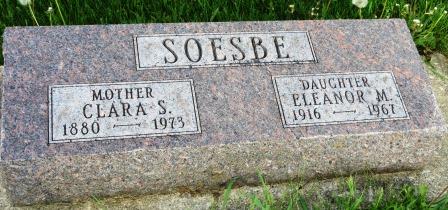 SOESBE
MOTHER
CLARA S.
1880 — 1973
DAUGHTER
ELEANOR M.
1916 — 1967